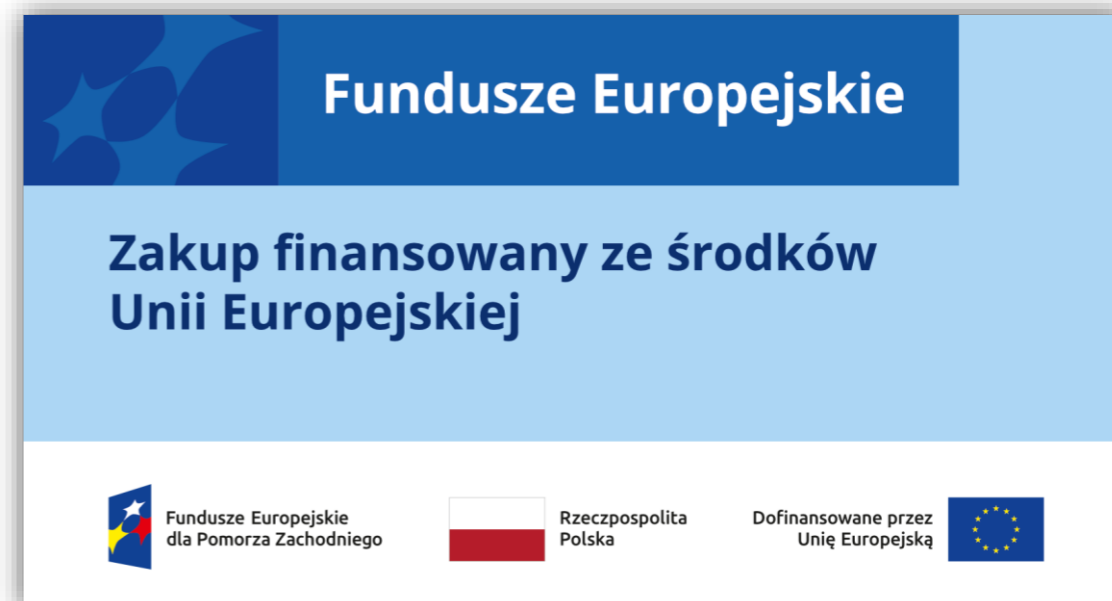 Fundusze Europejskie
Zakup finansowany ze środków
Unii Europejskiej
Fundusze Europejskie
dla Pomorza Zachodniego
Rzeczpospolita
Polska
Dofinansowane przez
Unię Europejską